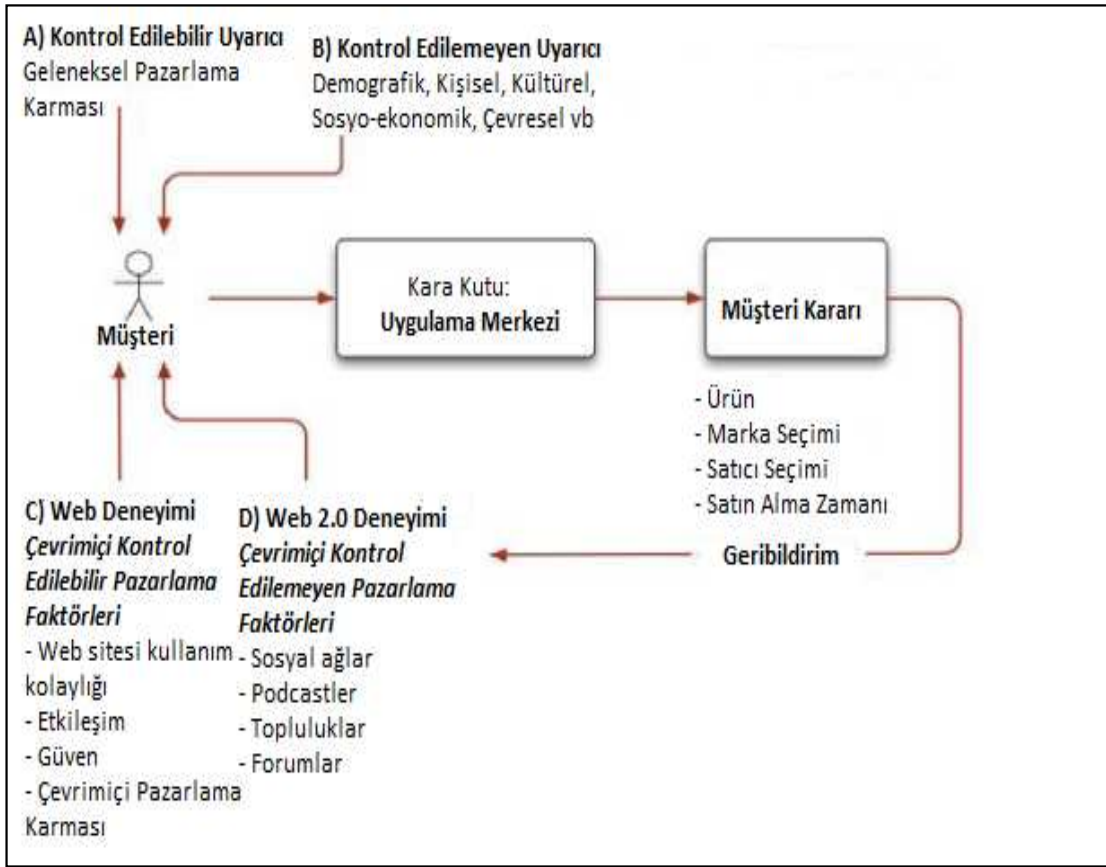 A) Kontrol Edilebilir Uyarıcı
Geleneksel Pazarlama
Karması
B) Kontrol Edilemeyen Uyarıcı
Demografik, Kişisel, Kültürel,
Sosyo-ekonomik, Çevresel vb
Müşteri
Kara Kutu:
Uygulama Merkezi
Müşteri Kararı
- Ürün
- Marka Seçimi
- Satıcı Seçimi
- Satın Alma Zamanı
Geribildirim
C) Web Deneyimi
Çevrimiçi Kontrol
Edilebilir Pazarlama
Faktörleri
- Web sitesi kullanım
kolaylığı
- Etkileşim
- Güven
- Çevrimiçi Pazarlama
Karması
D) Web 2.0 Deneyimi
Çevrimiçi Kontrol
Edilemeyen Pazarlama
Faktörleri
- Sosyal ağlar
- Podcastler
- Topluluklar
- Forumlar